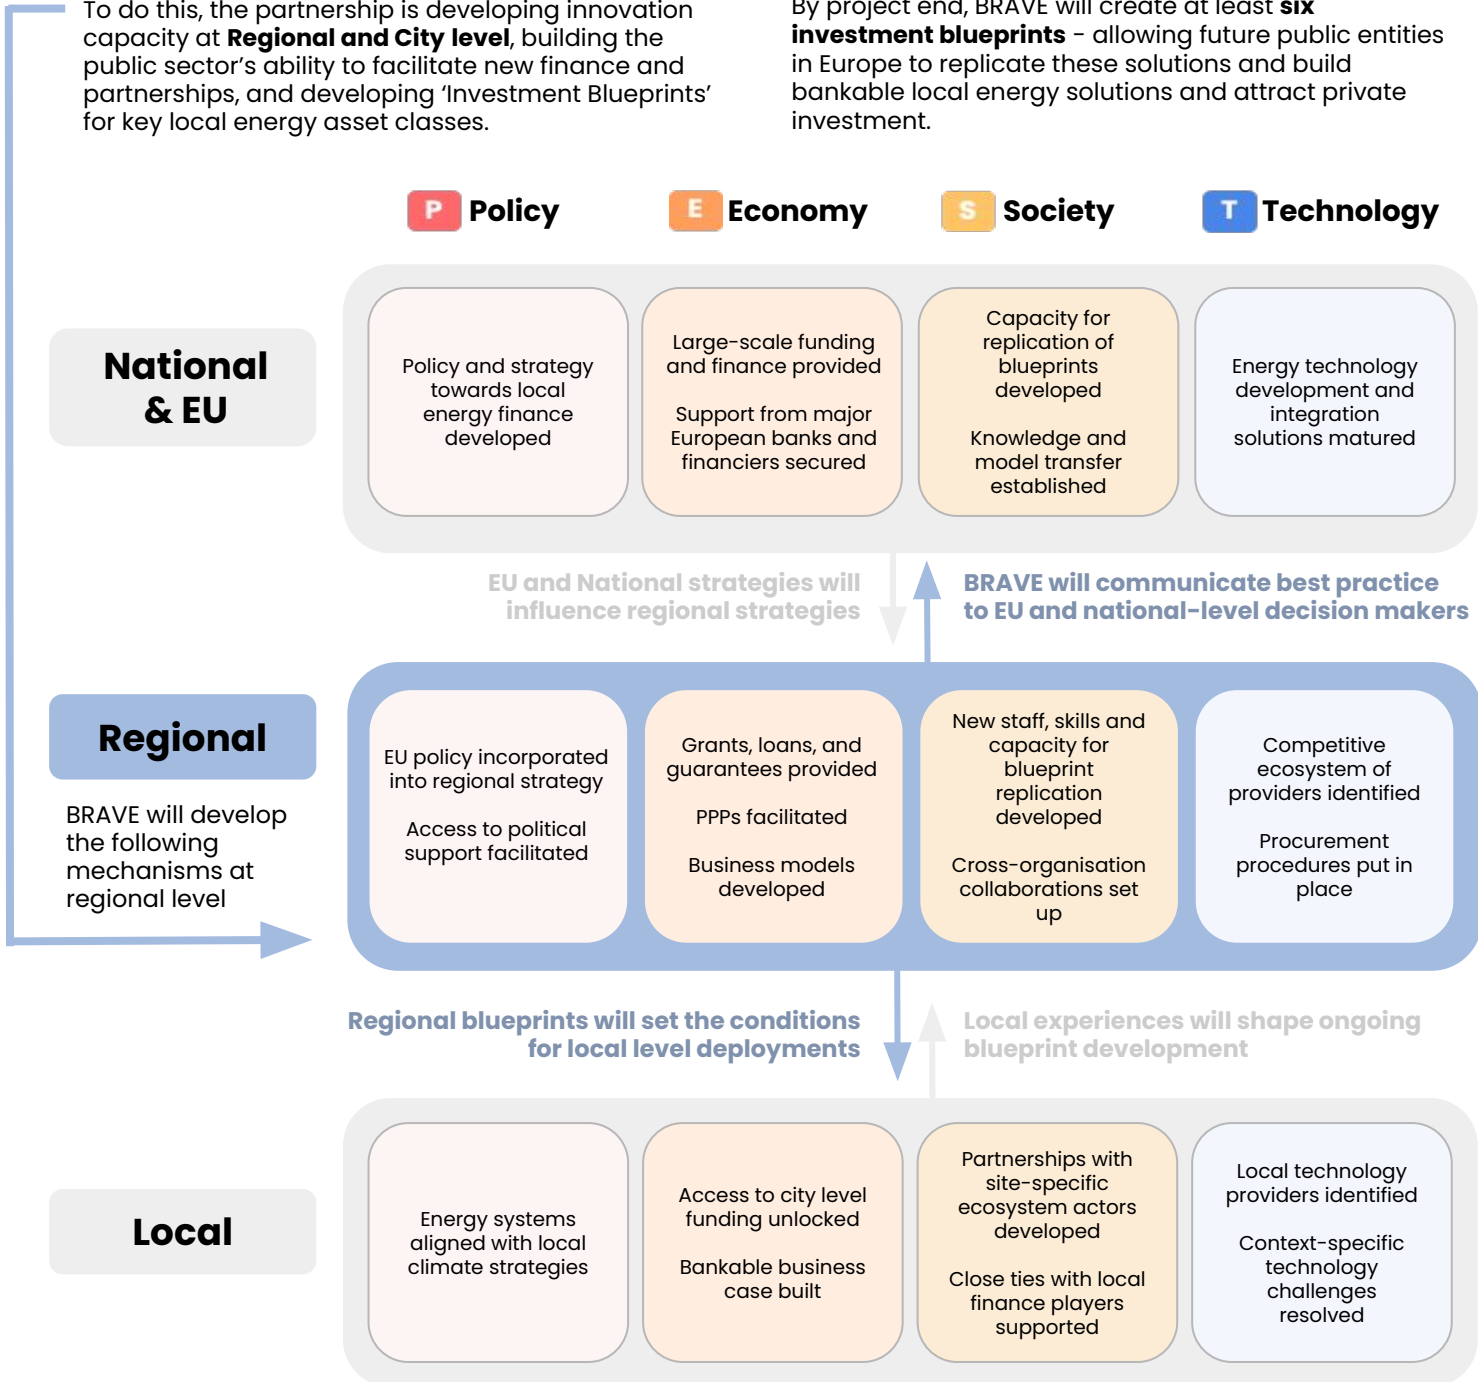 To do this, the partnership is developing innovation
capacity at Regional and City level, building the
public sector's ability to facilitate new finance and
partnerships, and developing 'Investment Blueprints'
for key local energy asset classes.
By project end, BRAVE will create at least six
investment blueprints - allowing future public entities
in Europe to replicate these solutions and build
bankable local energy solutions and attract private
investment.
P Policy
E Economy
S Society
T Technology
National
& EU
Policy and strategy
towards local
energy finance
developed
Large-scale funding
and finance provided
Support from major
European banks and
financiers secured
Capacity for
replication of
blueprints
developed
Knowledge and
model transfer
established
Energy technology
development and
integration
solutions matured
EU and National strategies will
influence regional strategies
BRAVE will communicate best practice
to EU and national-level decision makers
Regional
BRAVE will develop
the following
mechanisms at
regional level
EU policy incorporated
into regional strategy
Access to political
support facilitated
Grants, loans, and
guarantees provided
PPPs facilitated
Business models
developed
New staff, skills and
capacity for
blueprint
replication
developed
Cross-organisation
collaborations set
up
Competitive
ecosystem of
providers identified
Procurement
procedures put in
place
Regional blueprints will set the conditions
for local level deployments
Local experiences will shape ongoing
blueprint development
Local
Energy systems
aligned with local
climate strategies
Access to city level
funding unlocked
Bankable business
case built
Partnerships with
site-specific
ecosystem actors
developed
Close ties with local
finance players
supported
Local technology
providers identified
Context-specific
technology
challenges
resolved